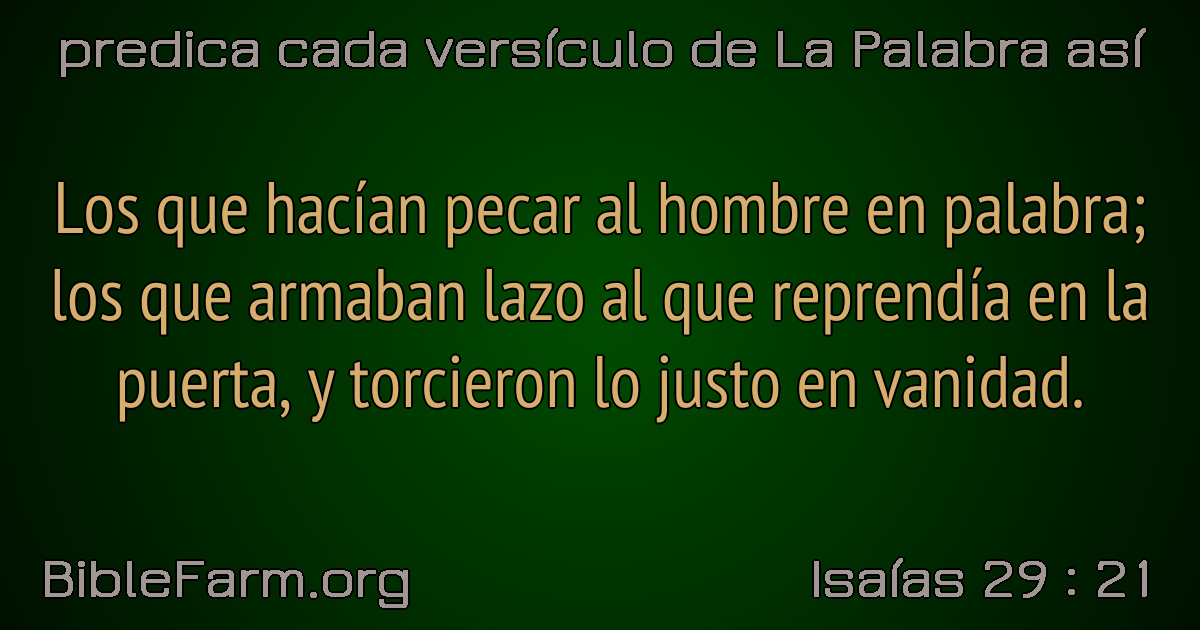 predica cada versículo de La Palabra así
Los que hacían pecar al hombre en palabra;
los que armaban lazo al que reprendía en la
puerta, y torcieron lo justo en vanidad.
BibleFarm.org
Isaías 29 : 21